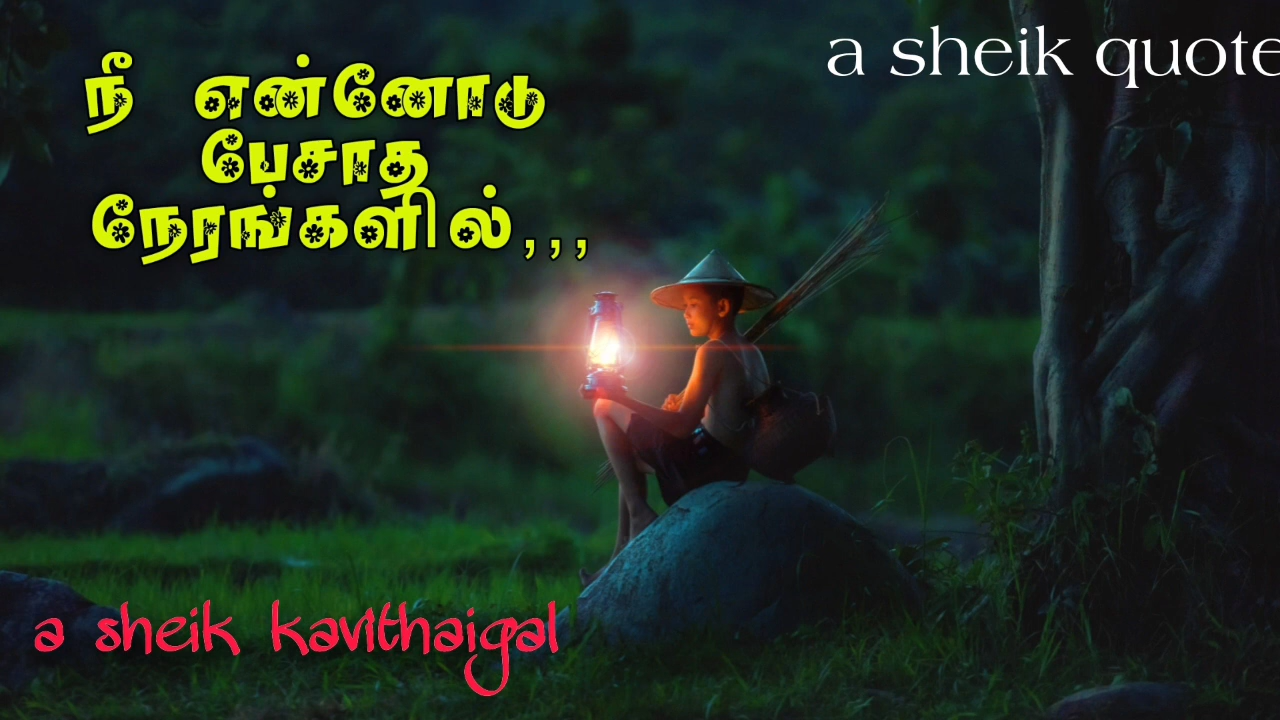 a sheik quote
நீ என்னோடு
பேசாத
நேரங்களில்,,,
a sheik kavithaigal